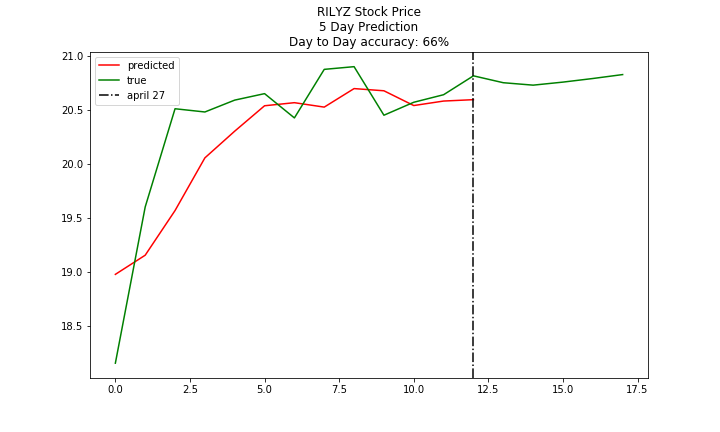 RILYZ Stock Price
5 Day Prediction
Day to Day accuracy: 66%
predicted
true
april 27
21.0
20.5
20.0
19.5
19.0
18.5
0.0 2.5 5.0 7.5 10.0 12.5 15.0 17.5